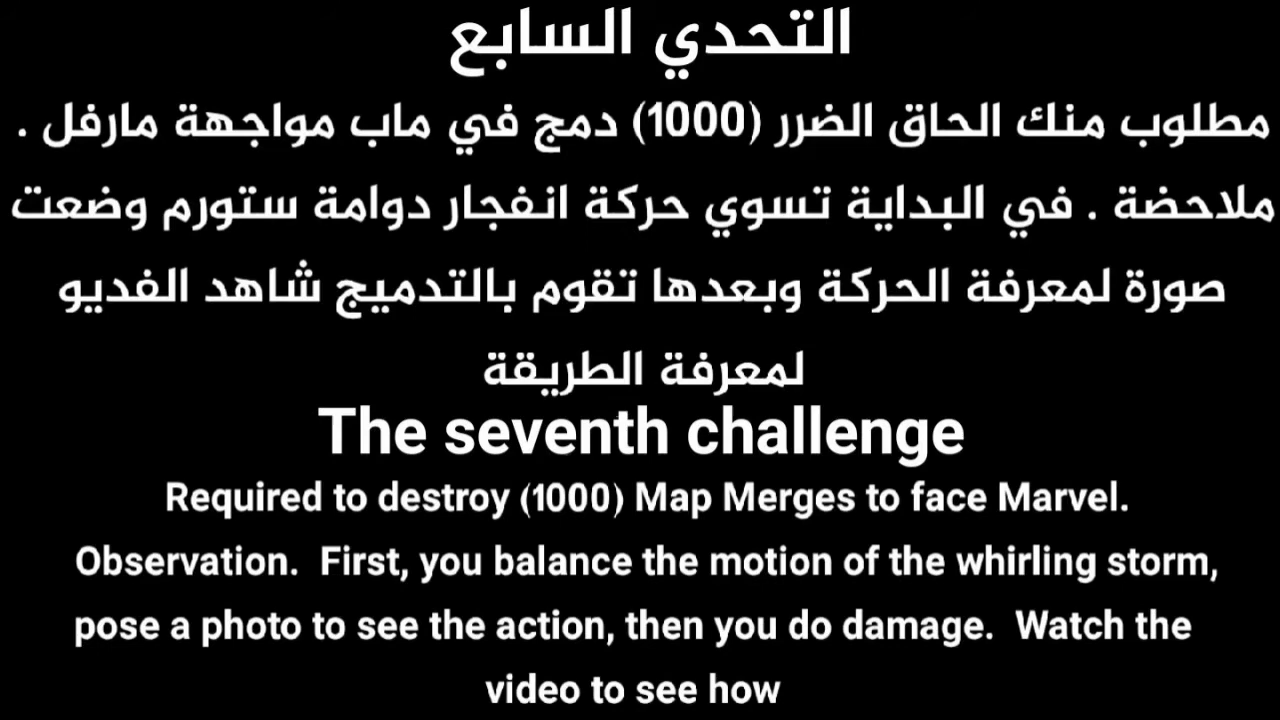 التحدي السابع
مطلوب منك الحاق الضرر (1000) دمج في ماب مواجهة مارفل .
ملاحضة . في البداية تسوي حركة انفجار دوامة ستورم وضعت
صورة لمعرفة الحركة وبعدها تقوم بالتدميج شاهد الفديو
لمعرفة الطريقة
The seventh challenge
Required to destroy (1000) Map Merges to face Marvel.
Observation.  First, you balance the motion of the whirling storm,
pose a photo to see the action, then you do damage.  Watch the
video to see how